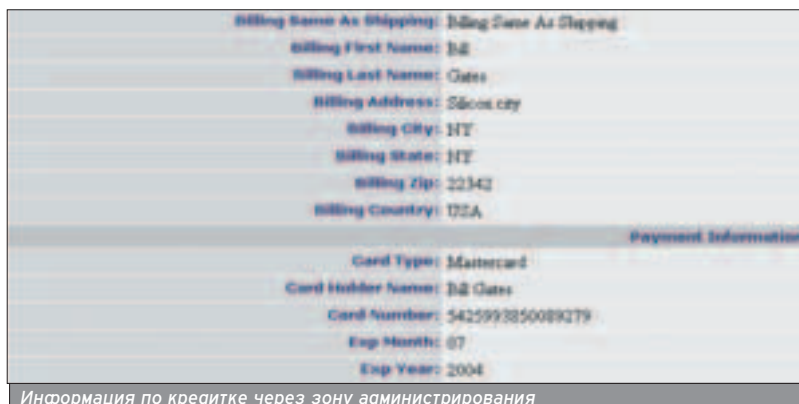 Billing Same As Shipping: Billing Same As Shipping
Billing First Name: Bill
Billing Last Name: Gates
Billing Address: Silicon.city
Billing City: NY
Billing State: NY
Billing Zip: 22342
Billing Country: USA
Payment Information
Card Type: Mastercard
Card Holder Name: Bill Gates
Card Number: 5425993850089279
Exp Month: 07
Exp Year: 2004
Информация по кредитке через зону администрирования